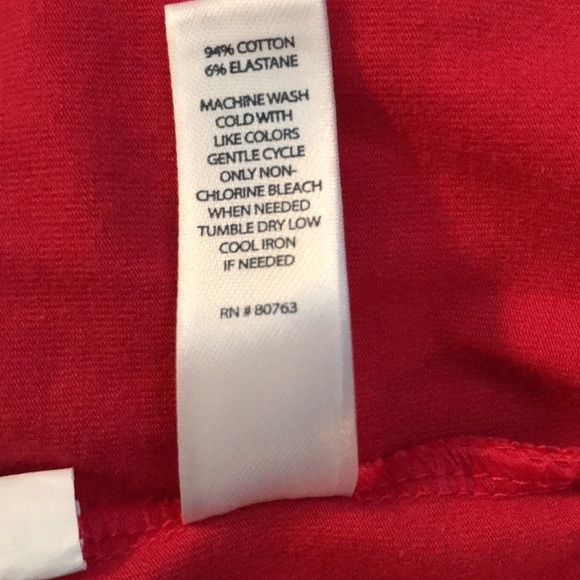 94% COTTON
6% ELASTANE
MACHINE WASH
COLD WITH
LIKE COLORS
GENTLE CYCLE
ONLY NON-
CHLORINE BLEACH
WHEN NEEDED
TUMBLE DRY LOW
COOL IRON
IF NEEDED
RN # 80763